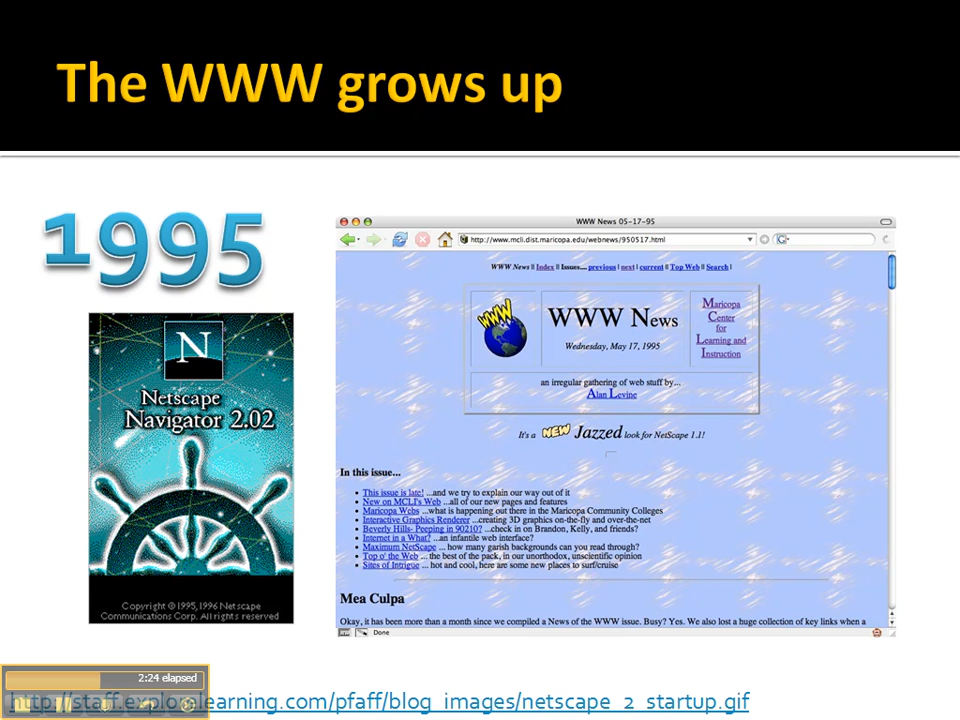 The WWW grows up
1995
N
Netscape
Navigator 2.02
Copyright ©1995,1996 Netscape
Communications Corp. All rights reserved
WWW News 05-17-95
http://www.mcli.dist.maricopa.edu/webnews/950517.html
WWW News || Index || Issues.... previous | next | current || Top Web || Search |
WWW
WWW News
Wednesday, May 17, 1995
Maricopa
Center
for
Learning and
Instruction
an irregular gathering of web stuff by...
Alan Levine
It's a NEW Jazzed look for NetScape 1.1!
In this issue...
This issue is late! ...and we try to explain our way out of it
New on MCLI's Web ...all of our new pages and features
Maricopa Webs ...what is happening out there in the Maricopa Community Colleges
Interactive Graphics Renderer ...creating 3D graphics on-the-fly and over-the-net
Beverly Hills- Peeping in 90210? ...check in on Brandon, Kelly, and friends?
Internet in a What? ...an infantile web interface?
Maximum NetScape ... how many garish backgrounds can you read through?
Top o' the Web ... the best of the pack, in our unorthodox, unscientific opinion
Sites of Intrigue ... hot and cool, here are some new places to surf/cruise
Mea Culpa
Okay, it has been more than a month since we compiled a News of the WWW issue. Busy? Yes. We also lost a huge collection of key links when a
Done
2:24 elapsed
http://staff.explorelearning.com/pfaff/blog_images/netscape_2_startup.gif